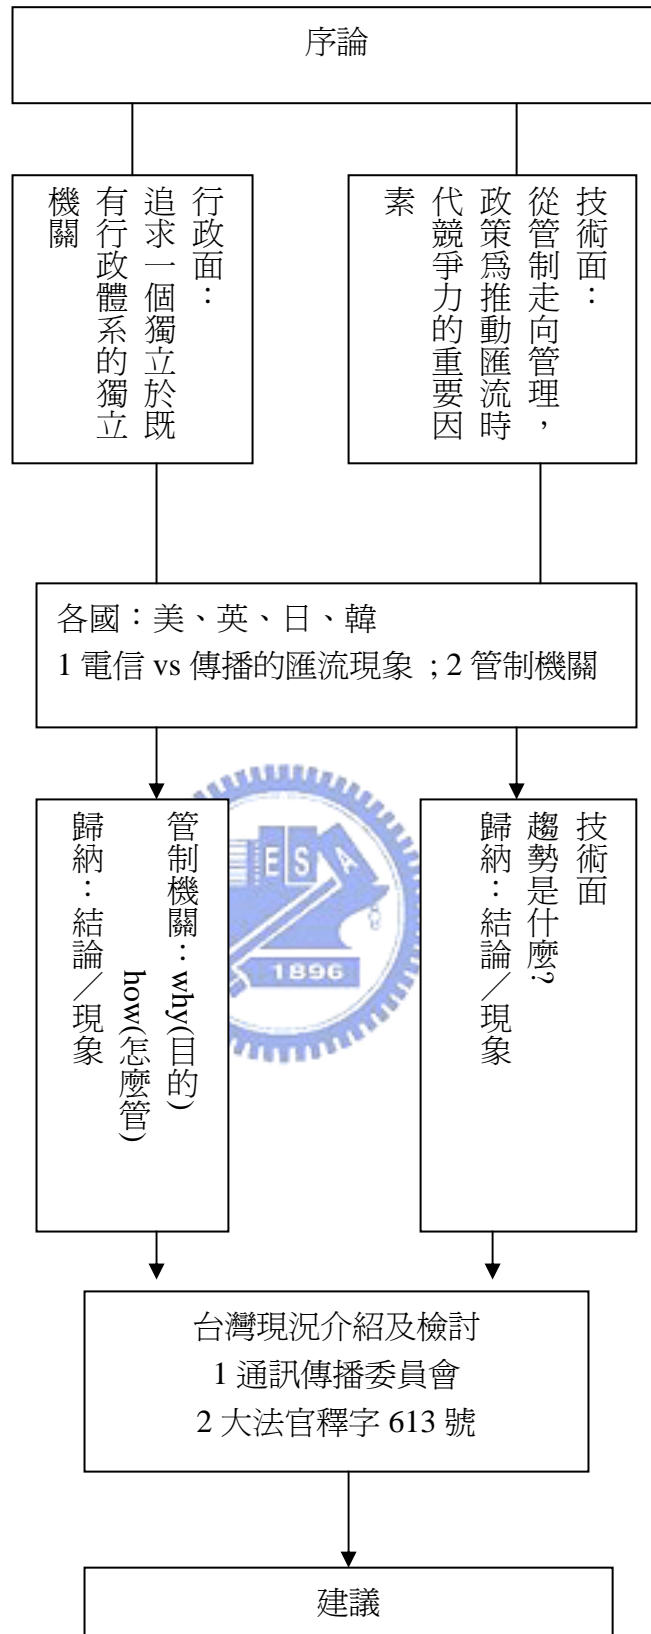 序論
行政面：
追求一個獨立於既
有行政體系的獨立
機關
技術面：
從管制走向管理，
政策爲推動匯流時
代競爭力的重要因
素
各國：美、英、日、韓
1 電信 vs 傳播的匯流現象 ; 2 管制機關
管制機關：why(目的)
how(怎麼管)
歸納：結論／現象
技術面
趨勢是什麼?
歸納：結論／現象
E S A
1896
台灣現況介紹及檢討
1 通訊傳播委員會
2 大法官釋字 613 號
建議